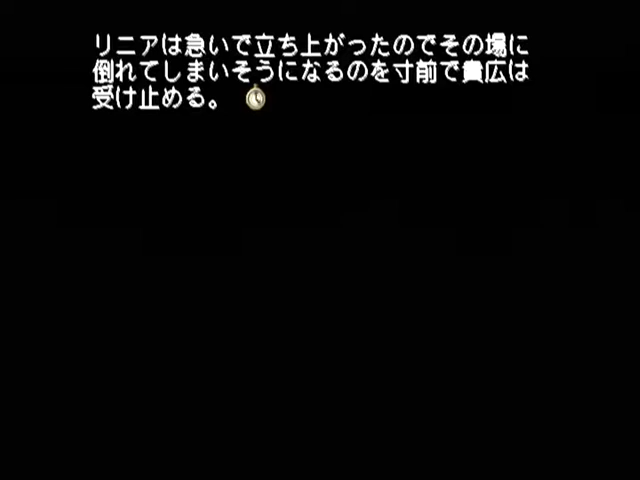 リニアは急いで立ち上がったのでその場に
倒れてしまいそうになるのを寸前で貴広は
受け止める。